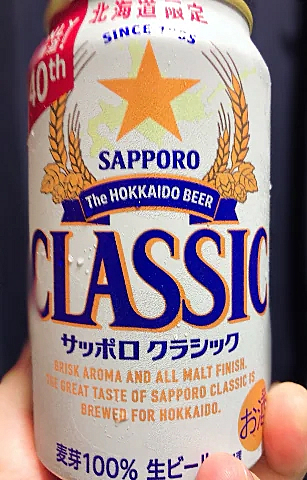 北海道限定
SINCE 1985
40th
SAPPORO
The HOKKAIDO BEER
CLASSIC
サッポロ クラシック
BRISK AROMA AND ALL MALT FINISH.
THE GREAT TASTE OF SAPPORO CLASSIC IS
BREWED FOR HOKKAIDO.
お酒
麦芽100% 生ビール